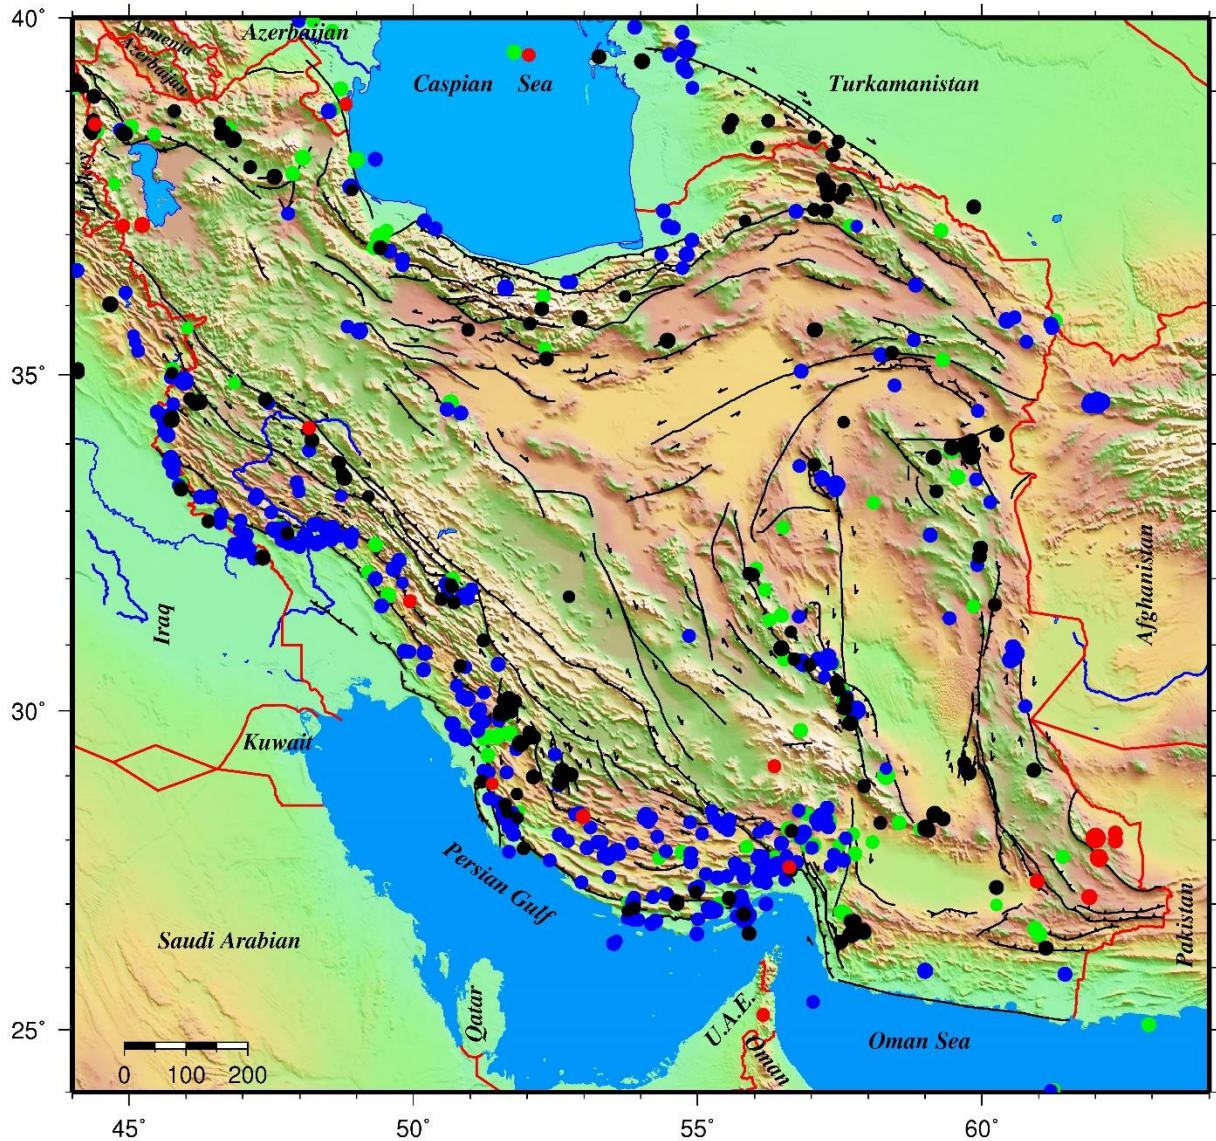 40°
Armenia
Azerbaijan
Azerbaijan
Caspian Sea
Turkamanistan
Turkey
35°
Iraq
Afghanistan
30°
Kuwait
Persian Gulf
Saudi Arabian
Pakistan
Qatar
U.A.E.
Oman
Oman Sea
25°
0 100 200
45° 50° 55° 60°